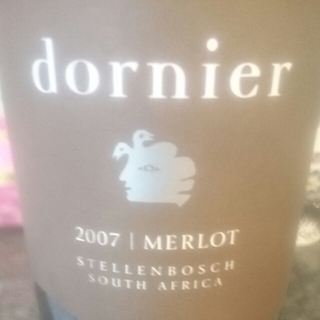 dornier
2007 | MERLOT
STELLENBOSCH
SOUTH AFRICA